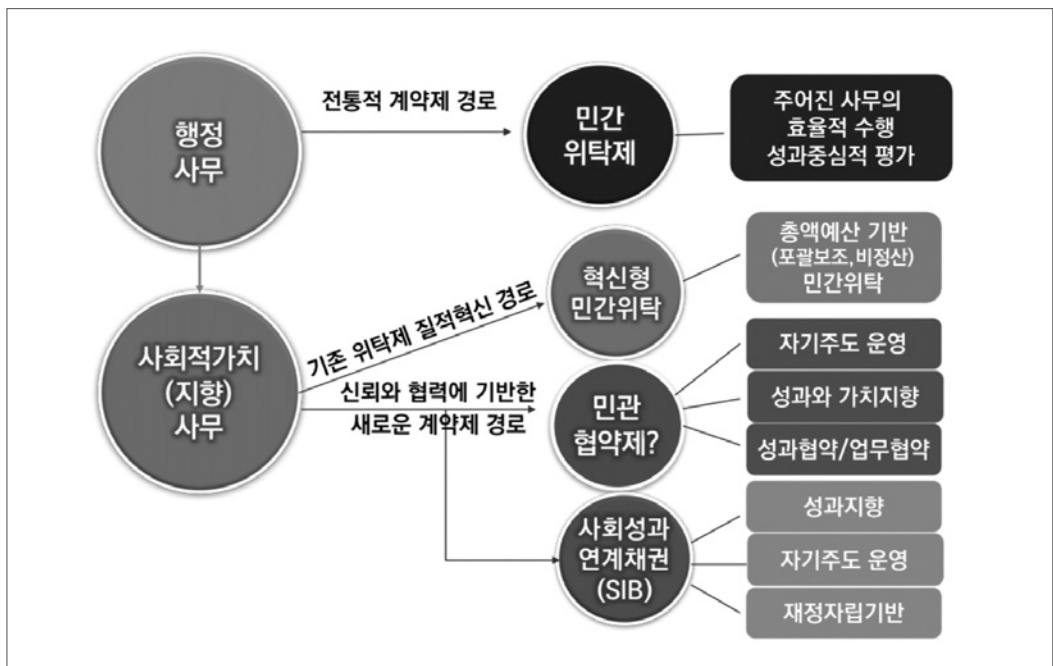 행정
사무
전통적 계약제 경로
민간
위탁제
주어진 사무의
효율적 수행
성과중심적 평가
사회적가치
(지향)
사무
기존 위탁제 질적혁신 경로
혁신형
민간위탁
총액예산 기반
(포괄보조,비정산)
민간위탁
신뢰와 협력에 기반한
새로운 계약제 경로
민관
협약제?
자기주도 운영
성과와 가치지향
성과협약/업무협약
사회성과
연계채권
(SIB)
성과지향
자기주도 운영
재정자립기반